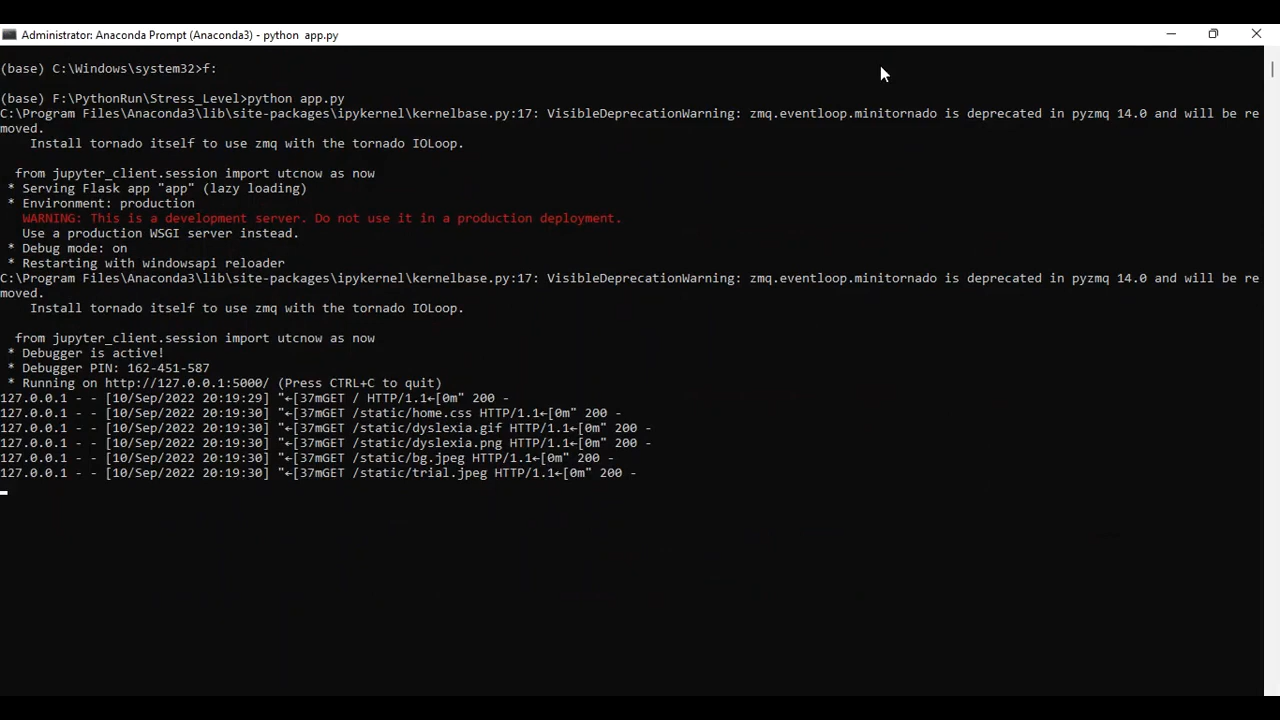 Administrator: Anaconda Prompt (Anaconda3) - python  app.py
(base) C:\Windows\system32>f:
(base) F:\PythonRun\Stress_Level>python app.py
C:\Program Files\Anaconda3\lib\site-packages\ipykernel\kernelbase.py:17: VisibleDeprecationWarning: zmq.eventloop.minitornado is deprecated in pyzmq 14.0 and will be re
moved.
    Install tornado itself to use zmq with the tornado IOLoop.
  from jupyter_client.session import utcnow as now
 * Serving Flask app "app" (lazy loading)
 * Environment: production
   WARNING: This is a development server. Do not use it in a production deployment.
   Use a production WSGI server instead.
 * Debug mode: on
 * Restarting with windowsapi reloader
C:\Program Files\Anaconda3\lib\site-packages\ipykernel\kernelbase.py:17: VisibleDeprecationWarning: zmq.eventloop.minitornado is deprecated in pyzmq 14.0 and will be re
moved.
    Install tornado itself to use zmq with the tornado IOLoop.
  from jupyter_client.session import utcnow as now
 * Debugger is active!
 * Debugger PIN: 162-451-587
 * Running on http://127.0.0.1:5000/ (Press CTRL+C to quit)
127.0.0.1 - - [10/Sep/2022 20:19:29] "←[37mGET / HTTP/1.1←[0m" 200 -
127.0.0.1 - - [10/Sep/2022 20:19:30] "←[37mGET /static/home.css HTTP/1.1←[0m" 200 -
127.0.0.1 - - [10/Sep/2022 20:19:30] "←[37mGET /static/dyslexia.gif HTTP/1.1←[0m" 200 -
127.0.0.1 - - [10/Sep/2022 20:19:30] "←[37mGET /static/dyslexia.png HTTP/1.1←[0m" 200 -
127.0.0.1 - - [10/Sep/2022 20:19:30] "←[37mGET /static/bg.jpeg HTTP/1.1←[0m" 200 -
127.0.0.1 - - [10/Sep/2022 20:19:30] "←[37mGET /static/trial.jpeg HTTP/1.1←[0m" 200 -